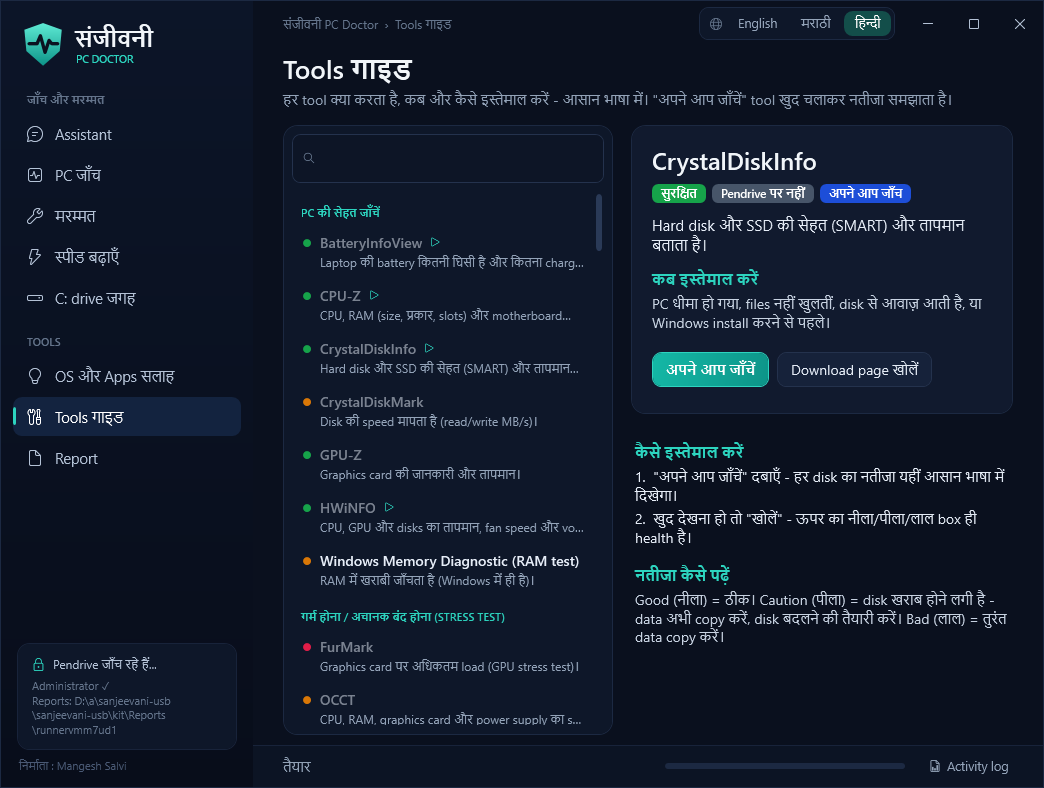 संजीवनी
PC DOCTOR
जाँच और मरम्मत
Assistant
PC जाँच
मरम्मत
स्पीड बढ़ाएँ
C: drive जगह
TOOLS
OS और Apps सलाह
Tools गाइड
Report
Pendrive जाँच रहे हैं...
Administrator ✓
Reports: D:\a\sanjeevani-usb
\sanjeevani-usb\kit\Reports
\runnervmm7ud1
निर्माता : Mangesh Salvi
संजीवनी PC Doctor › Tools गाइड
English मराठी हिन्दी
Tools गाइड
हर tool क्या करता है, कब और कैसे इस्तेमाल करें - आसान भाषा में। "अपने आप जाँचें" tool खुद चलाकर नतीजा समझाता है।
PC की सेहत जाँचें
BatteryInfoView
Laptop की battery कितनी घिसी है और कितना charg...
CPU-Z
CPU, RAM (size, प्रकार, slots) और motherboard...
CrystalDiskInfo
Hard disk और SSD की सेहत (SMART) और तापमान...
CrystalDiskMark
Disk की speed मापता है (read/write MB/s)।
GPU-Z
Graphics card की जानकारी और तापमान।
HWiNFO
CPU, GPU और disks का तापमान, fan speed और vo...
Windows Memory Diagnostic (RAM test)
RAM में खराबी जाँचता है (Windows में ही है)।
गर्म होना / अचानक बंद होना (STRESS TEST)
FurMark
Graphics card पर अधिकतम load (GPU stress test)।
OCCT
CPU, RAM, graphics card और power supply का s...
CrystalDiskInfo
सुरक्षित Pendrive पर नहीं अपने आप जाँच
Hard disk और SSD की सेहत (SMART) और तापमान
बताता है।
कब इस्तेमाल करें
PC धीमा हो गया, files नहीं खुलतीं, disk से आवाज़ आती है, या
Windows install करने से पहले।
अपने आप जाँचें Download page खोलें
कैसे इस्तेमाल करें
1. "अपने आप जाँचें" दबाएँ - हर disk का नतीजा यहीं आसान भाषा में
दिखेगा।
2. खुद देखना हो तो "खोलें" - ऊपर का नीला/पीला/लाल box ही
health है।
नतीजा कैसे पढ़ें
Good (नीला) = ठीक। Caution (पीला) = disk खराब होने लगी है -
data अभी copy करें, disk बदलने की तैयारी करें। Bad (लाल) = तुरंत
data copy करें।
तैयार
Activity log